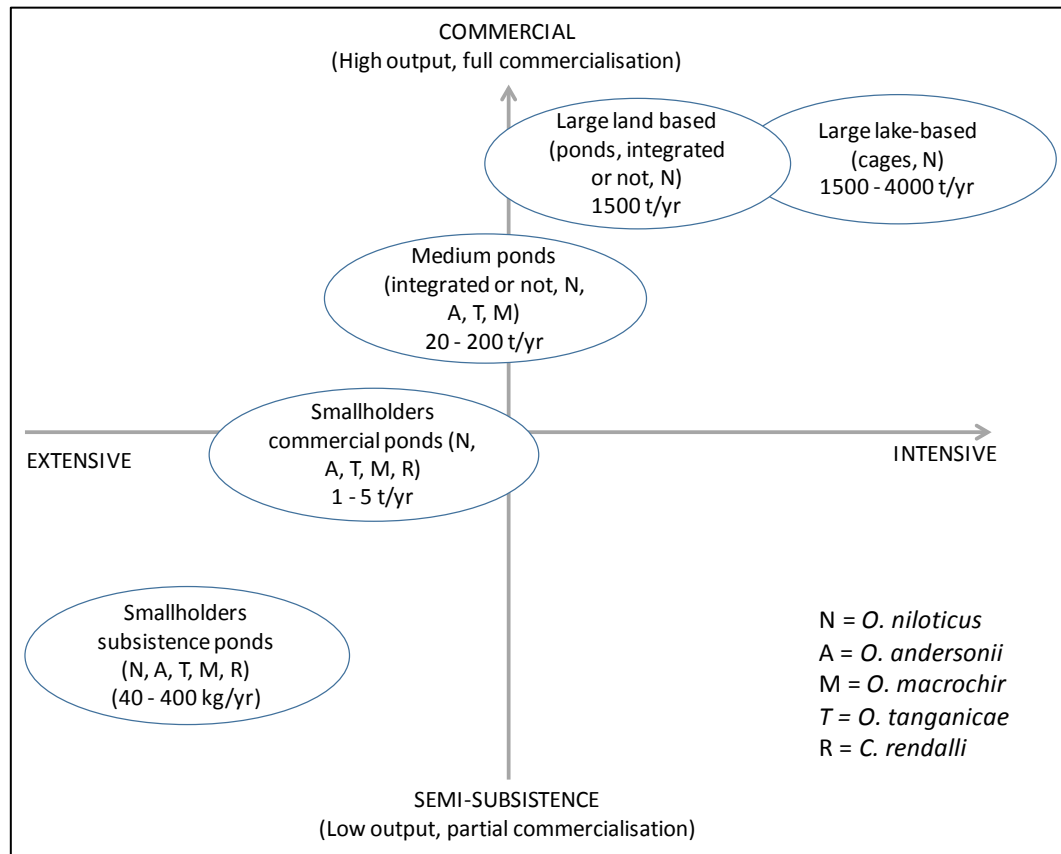 COMMERCIAL
(High output, full commercialisation)
Large land based
(ponds, integrated
or not, N)
1500 t/yr
Large lake-based
(cages, N)
1500 - 4000 t/yr
Medium ponds
(integrated or not, N,
A, T, M)
20 - 200 t/yr
Smallholders
commercial ponds (N,
A, T, M, R)
1 - 5 t/yr
EXTENSIVE
INTENSIVE
Smallholders
subsistence ponds
(N, A, T, M, R)
(40 - 400 kg/yr)
N = O. niloticus
A = O. andersonii
M = O. macrochir
T = O. tanganicae
R = C. rendalli
SEMI-SUBSISTENCE
(Low output, partial commercialisation)